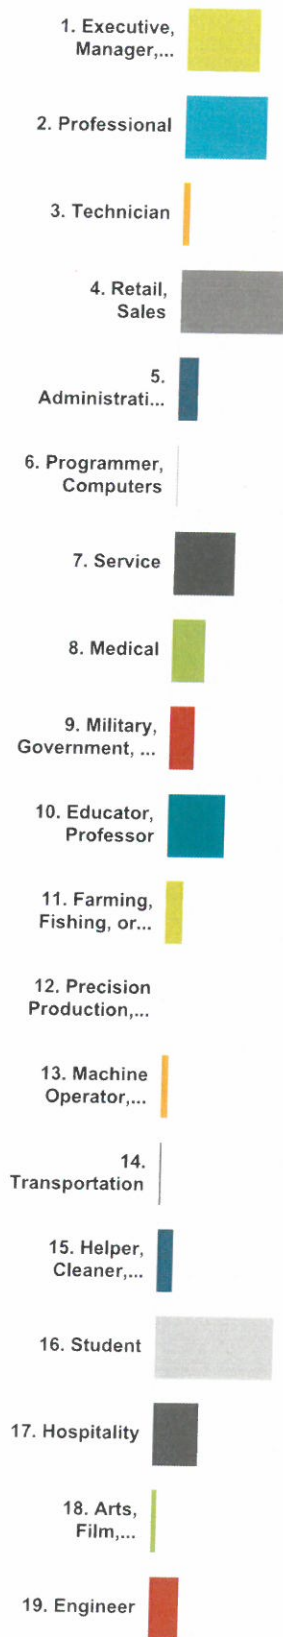 1. Executive,
Manager,...
2. Professional
3. Technician
4. Retail,
Sales
5.
Administrati...
6. Programmer,
Computers
7. Service
8. Medical
9. Military,
Government, ...
10. Educator,
Professor
11. Farming,
Fishing, or...
12. Precision
Production,...
13. Machine
Operator,...
14.
Transportation
15. Helper,
Cleaner,...
16. Student
17. Hospitality
18. Arts,
Film,...
19. Engineer